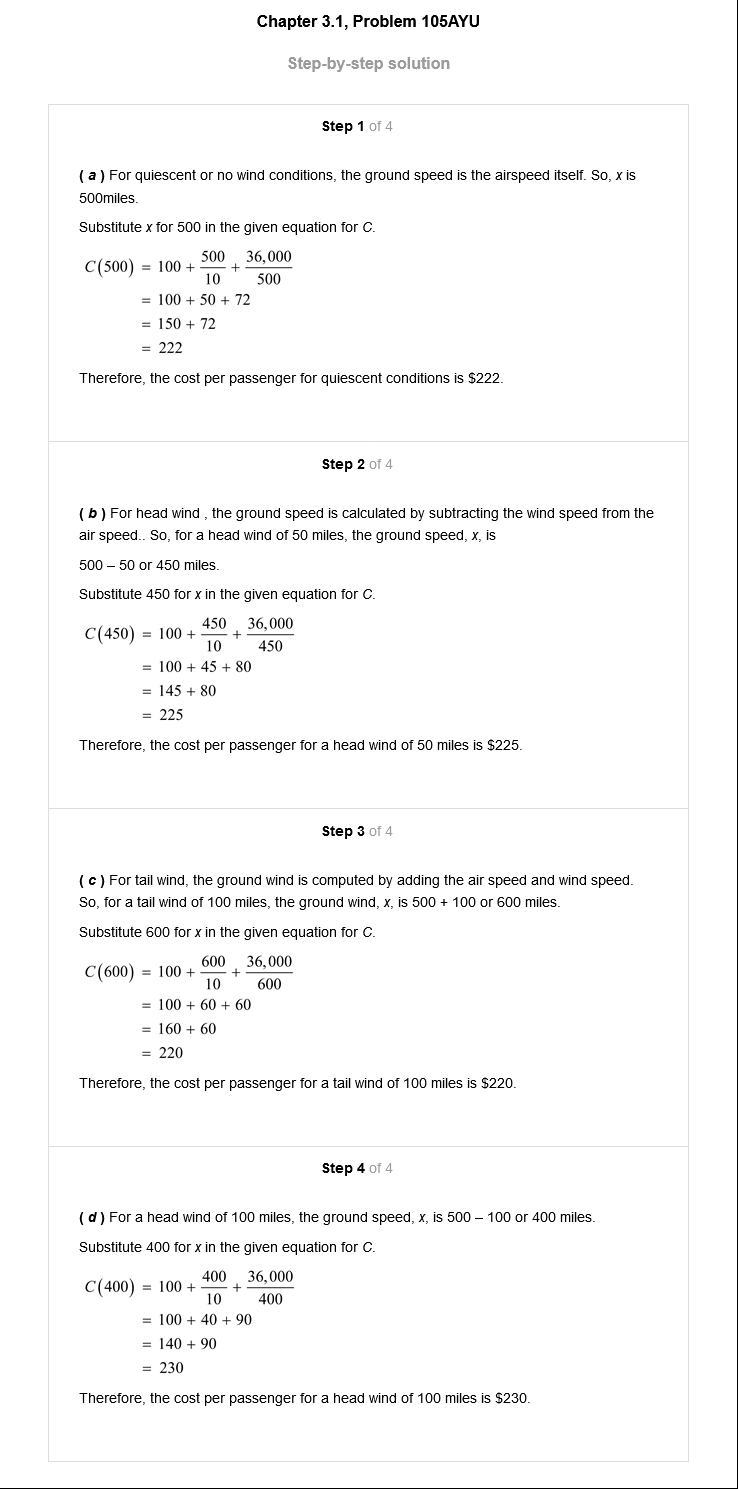 Chapter 3.1, Problem 105AYU
Step-by-step solution
Step 1 of 4
( a ) For quiescent or no wind conditions, the ground speed is the airspeed itself. So, x is
500miles.
Substitute x for 500 in the given equation for C.
C(500) = 100 + 500/10 + 36,000/500
= 100 + 50 + 72
= 150 + 72
= 222
Therefore, the cost per passenger for quiescent conditions is $222.
Step 2 of 4
( b ) For head wind , the ground speed is calculated by subtracting the wind speed from the
air speed.. So, for a head wind of 50 miles, the ground speed, x, is
500 – 50 or 450 miles.
Substitute 450 for x in the given equation for C.
C(450) = 100 + 450/10 + 36,000/450
= 100 + 45 + 80
= 145 + 80
= 225
Therefore, the cost per passenger for a head wind of 50 miles is $225.
Step 3 of 4
( c ) For tail wind, the ground wind is computed by adding the air speed and wind speed.
So, for a tail wind of 100 miles, the ground wind, x, is 500 + 100 or 600 miles.
Substitute 600 for x in the given equation for C.
C(600) = 100 + 600/10 + 36,000/600
= 100 + 60 + 60
= 160 + 60
= 220
Therefore, the cost per passenger for a tail wind of 100 miles is $220.
Step 4 of 4
( d ) For a head wind of 100 miles, the ground speed, x, is 500 – 100 or 400 miles.
Substitute 400 for x in the given equation for C.
C(400) = 100 + 400/10 + 36,000/400
= 100 + 40 + 90
= 140 + 90
= 230
Therefore, the cost per passenger for a head wind of 100 miles is $230.